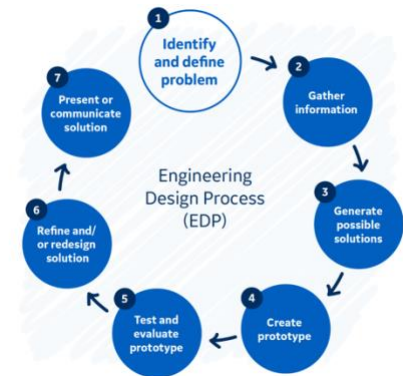 1
Identify
and define
problem
2
Gather
information
3
Generate
possible
solutions
4
Create
prototype
5
Test and
evaluate
prototype
6
Refine and/
or redesign
solution
7
Present or
communicate
solution
Engineering
Design Process
(EDP)